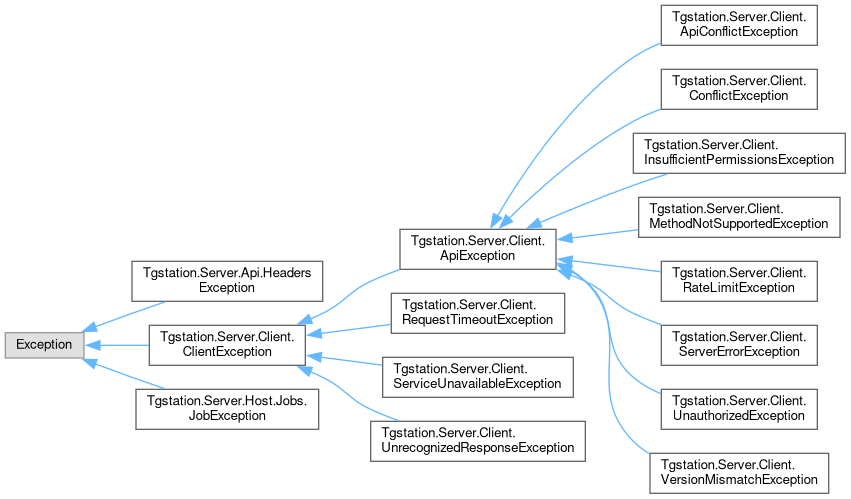 Exception
Tgstation.Server.Api.Headers
Exception
Tgstation.Server.Client.
ClientException
Tgstation.Server.Host.Jobs.
JobException
Tgstation.Server.Client.
ApiException
Tgstation.Server.Client.
RequestTimeoutException
Tgstation.Server.Client.
ServiceUnavailableException
Tgstation.Server.Client.
UnrecognizedResponseException
Tgstation.Server.Client.
ApiConflictException
Tgstation.Server.Client.
ConflictException
Tgstation.Server.Client.
InsufficientPermissionsException
Tgstation.Server.Client.
MethodNotSupportedException
Tgstation.Server.Client.
RateLimitException
Tgstation.Server.Client.
ServerErrorException
Tgstation.Server.Client.
UnauthorizedException
Tgstation.Server.Client.
VersionMismatchException